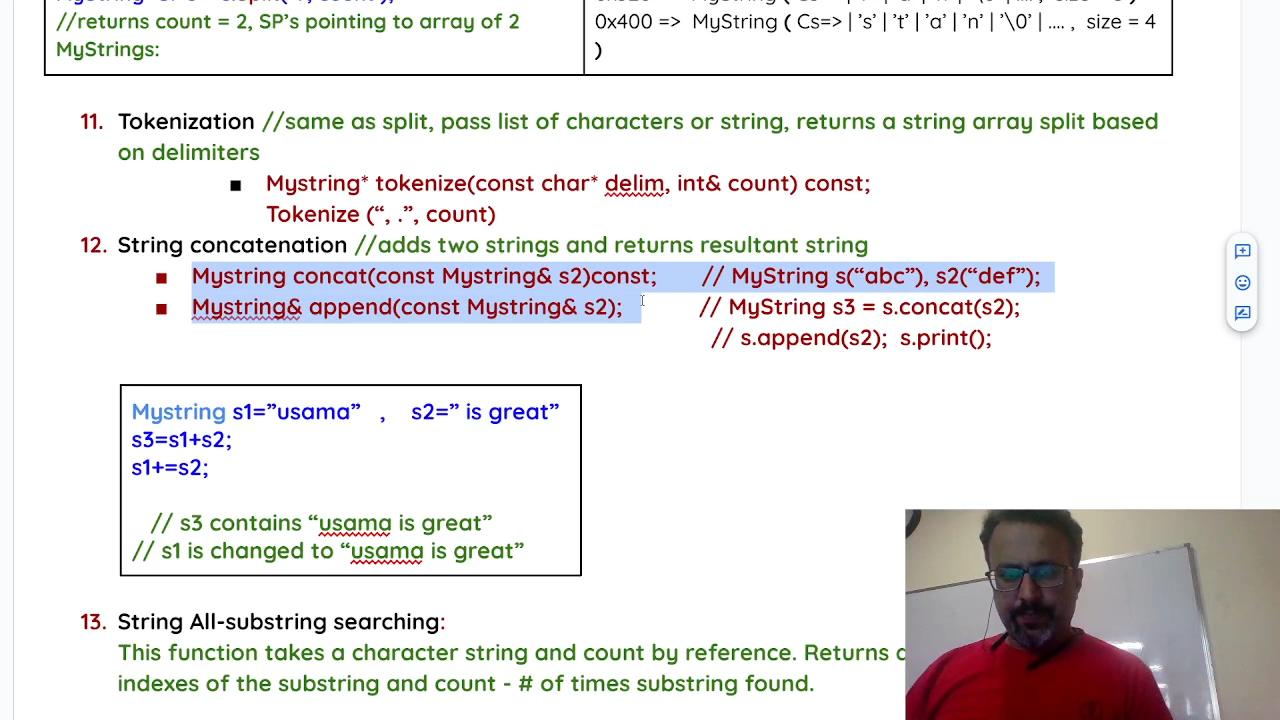 //returns count = 2, SP’s pointing to array of 2
MyStrings:
0x400 => MyString ( Cs=> | ’s’ | ’t’ | ’a’ | ’n’ | ’\0’ | .... , size = 4
)
11. Tokenization //same as split, pass list of characters or string, returns a string array split based
on delimiters
■ Mystring* tokenize(const char* delim, int& count) const;
Tokenize (“, .”, count)
12. String concatenation //adds two strings and returns resultant string
■ Mystring concat(const Mystring& s2)const; // MyString s(“abc”), s2(“def”);
■ Mystring& append(const Mystring& s2); // MyString s3 = s.concat(s2);
// s.append(s2); s.print();
Mystring s1=”usama” , s2=” is great”
s3=s1+s2;
s1+=s2;
// s3 contains “usama is great”
// s1 is changed to “usama is great”
13. String All-substring searching:
This function takes a character string and count by reference. Returns
indexes of the substring and count - # of times substring found.